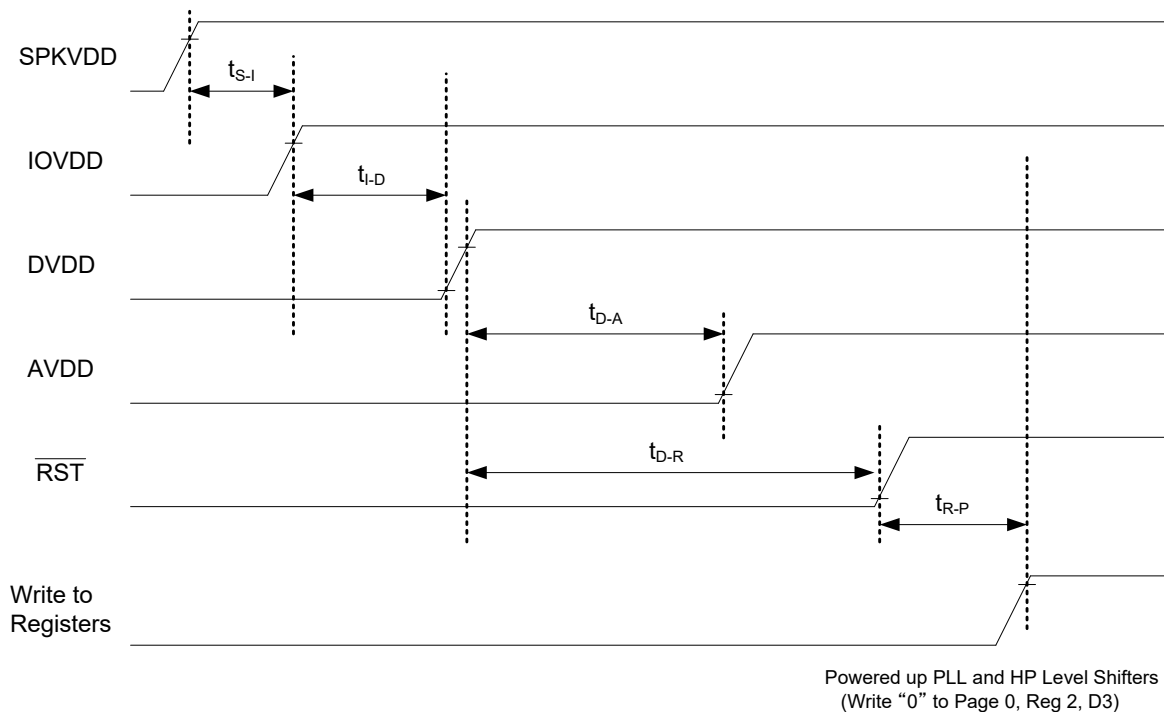 SPKVDD
tS-I
IOVDD
tI-D
DVDD
tD-A
AVDD
RST
tD-R
tR-P
Write to
Registers
Powered up PLL and HP Level Shifters
(Write “0” to Page 0, Reg 2, D3)